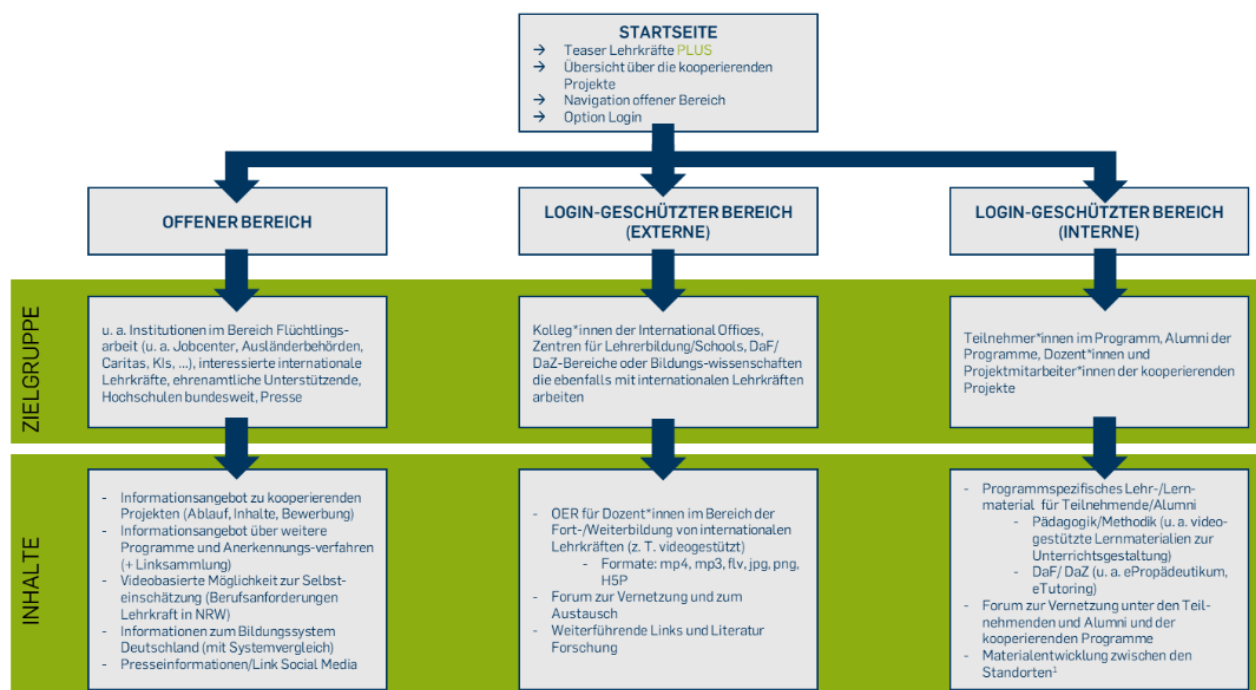 STARTSEITE
→ Teaser Lehrkräfte PLUS
→ Übersicht über die kooperierenden
Projekte
→ Navigation offener Bereich
→ Option Login
OFFENER BEREICH
LOGIN-GESCHÜTZTER BEREICH
(EXTERNE)
LOGIN-GESCHÜTZTER BEREICH
(INTERNE)
ZIELGRUPPE
u. a. Institutionen im Bereich Flüchtlings-
arbeit (u. a. Jobcenter, Ausländerbehörden,
Caritas, KIs, ...), interessierte internationale
Lehrkräfte, ehrenamtliche Unterstützende,
Hochschulen bundesweit, Presse
Kolleg*innen der International Offices,
Zentren für Lehrerbildung/Schools, DaF/
DaZ-Bereiche oder Bildungs-wissenschaften
die ebenfalls mit internationalen Lehrkräften
arbeiten
Teilnehmer*innen im Programm, Alumni der
Programme, Dozent*innen und
Projektmitarbeiter*innen der kooperierenden
Projekte
INHALTE
- Informationsangebot zu kooperierenden
Projekten (Ablauf, Inhalte, Bewerbung)
- Informationsangebot über weitere
Programme und Anerkennungs-verfahren
(+ Linksammlung)
- Videobasierte Möglichkeit zur Selbst-
einschätzung (Berufsanforderungen
Lehrkraft in NRW)
- Informationen zum Bildungssystem
Deutschland (mit Systemvergleich)
- Presseinformationen/Link Social Media
- OER für Dozent*innen im Bereich der
Fort-/Weiterbildung von internationalen
Lehrkräften (z. T. videogestützt)
- Formate: mp4, mp3, flv, jpg, png,
H5P
- Forum zur Vernetzung und zum
Austausch
- Weiterführende Links und Literatur
Forschung
- Programmspezifisches Lehr-/Lern-
material für Teilnehmende/Alumni
- Pädagogik/Methodik (u. a. video-
gestützte Lernmaterialien zur
Unterrichtsgestaltung)
- DaF/ DaZ (u. a. ePropädeutikum,
eTutoring)
- Forum zur Vernetzung unter den Teil-
nehmenden und Alumni und der
kooperierenden Programme
- Materialentwicklung zwischen den
Standorten¹